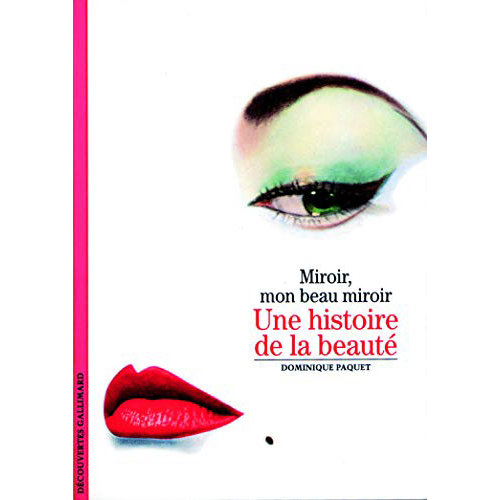 Miroir,
mon beau miroir
Une histoire
de la beauté
DOMINIQUE PAQUET
DÉCOUVERTES GALLIMARD